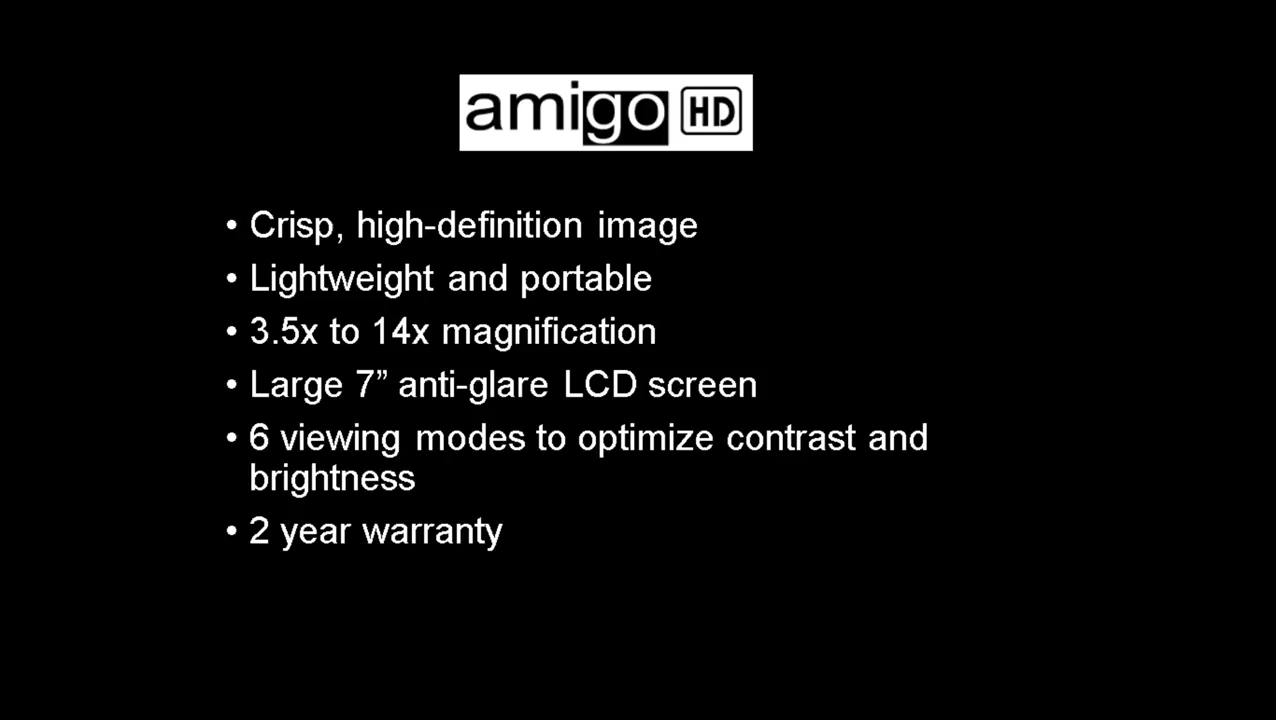 amigo HD
• Crisp, high-definition image
• Lightweight and portable
• 3.5x to 14x magnification
• Large 7” anti-glare LCD screen
• 6 viewing modes to optimize contrast and
brightness
• 2 year warranty